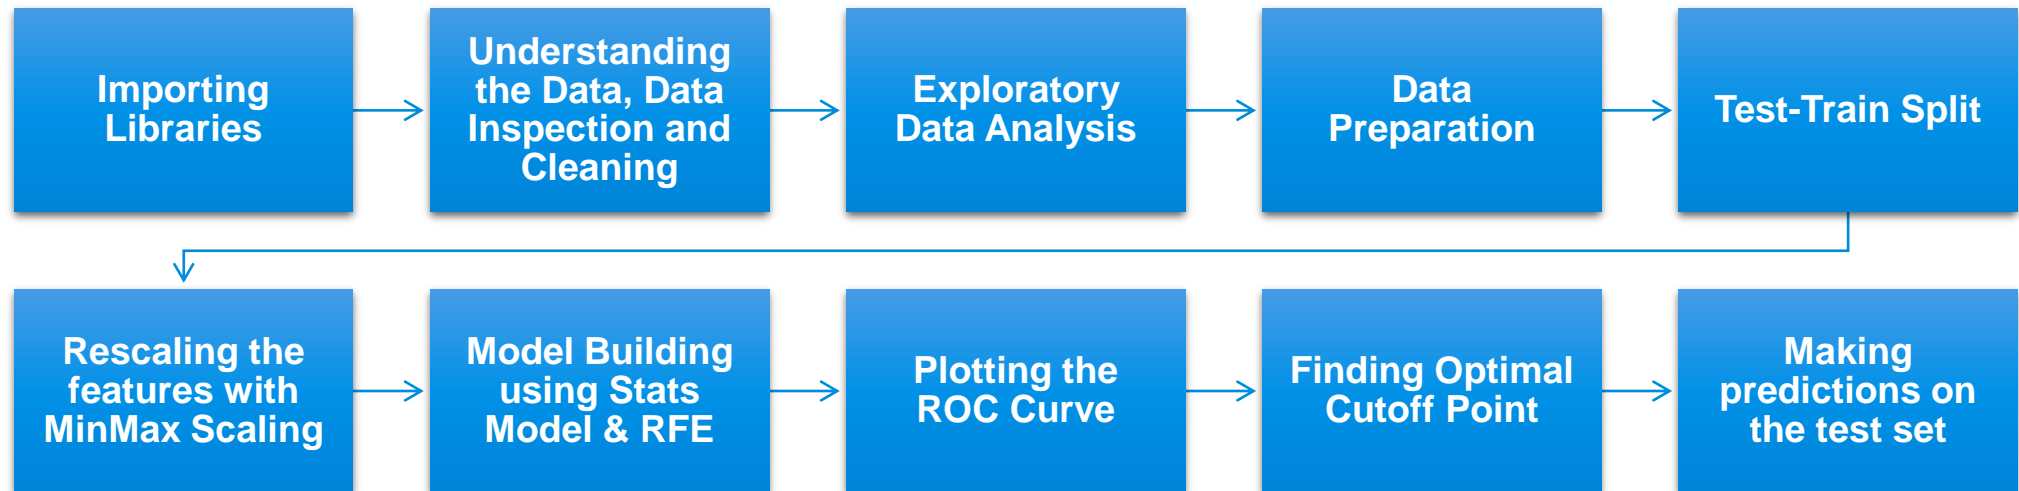 Importing
Libraries
Understanding
the Data, Data
Inspection and
Cleaning
Exploratory
Data Analysis
Data
Preparation
Test-Train Split
Rescaling the
features with
MinMax Scaling
Model Building
using Stats
Model & RFE
Plotting the
ROC Curve
Finding Optimal
Cutoff Point
Making
predictions on
the test set